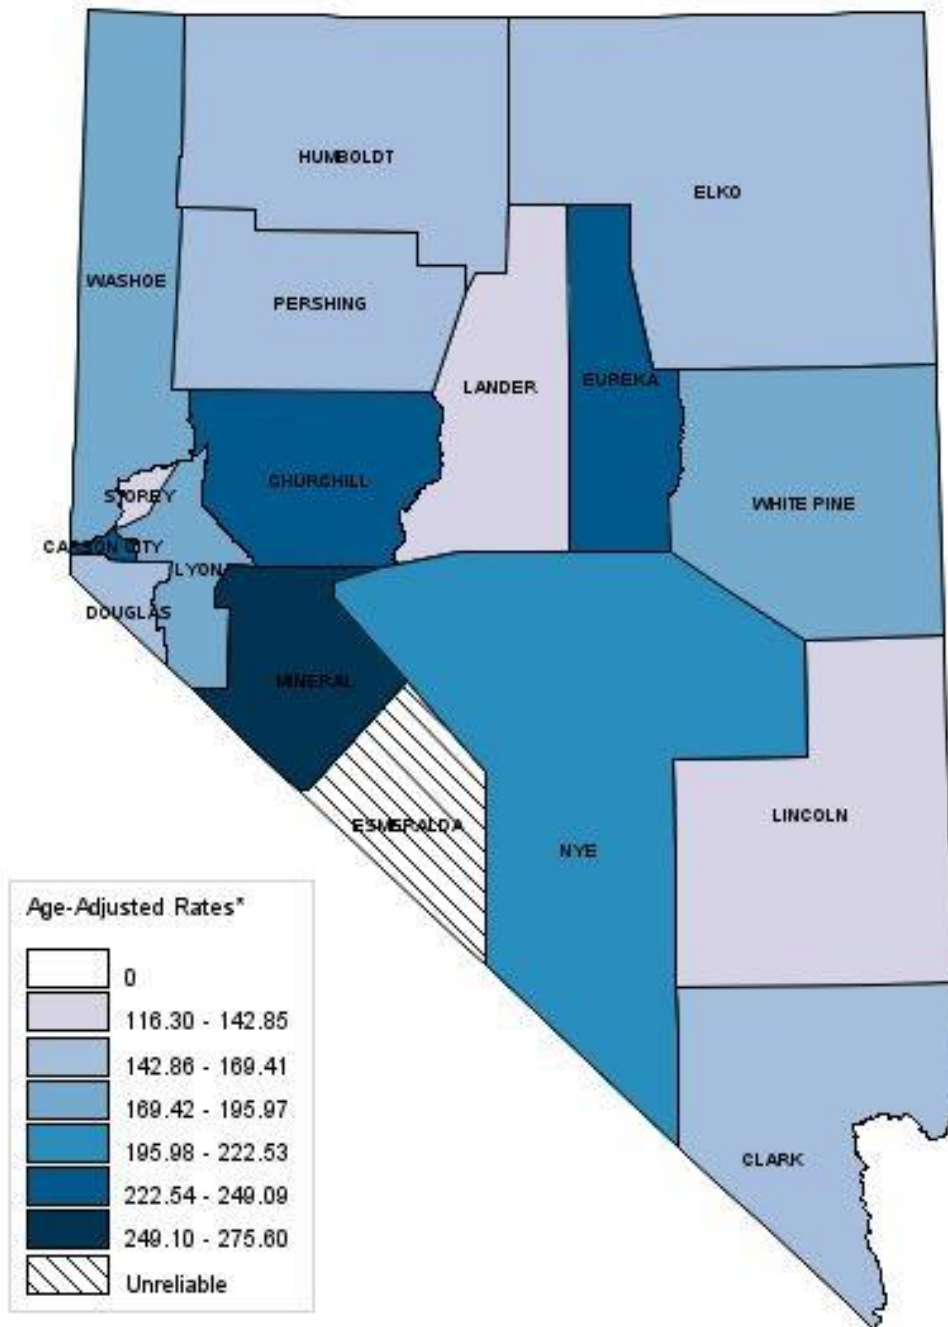 HUMBOLDT
ELKO
WASHOE
PERSHING
LANDER
EUREKA
CHURCHILL
STOREY
WHITE PINE
CARSON CITY
LYON
DOUGLAS
MINERAL
LINCOLN
ESMERALDA
NYE
CLARK
Age-Adjusted Rates*
0
116.30 - 142.85
142.86 - 169.41
169.42 - 195.97
195.98 - 222.53
222.54 - 249.09
249.10 - 275.60
Unreliable